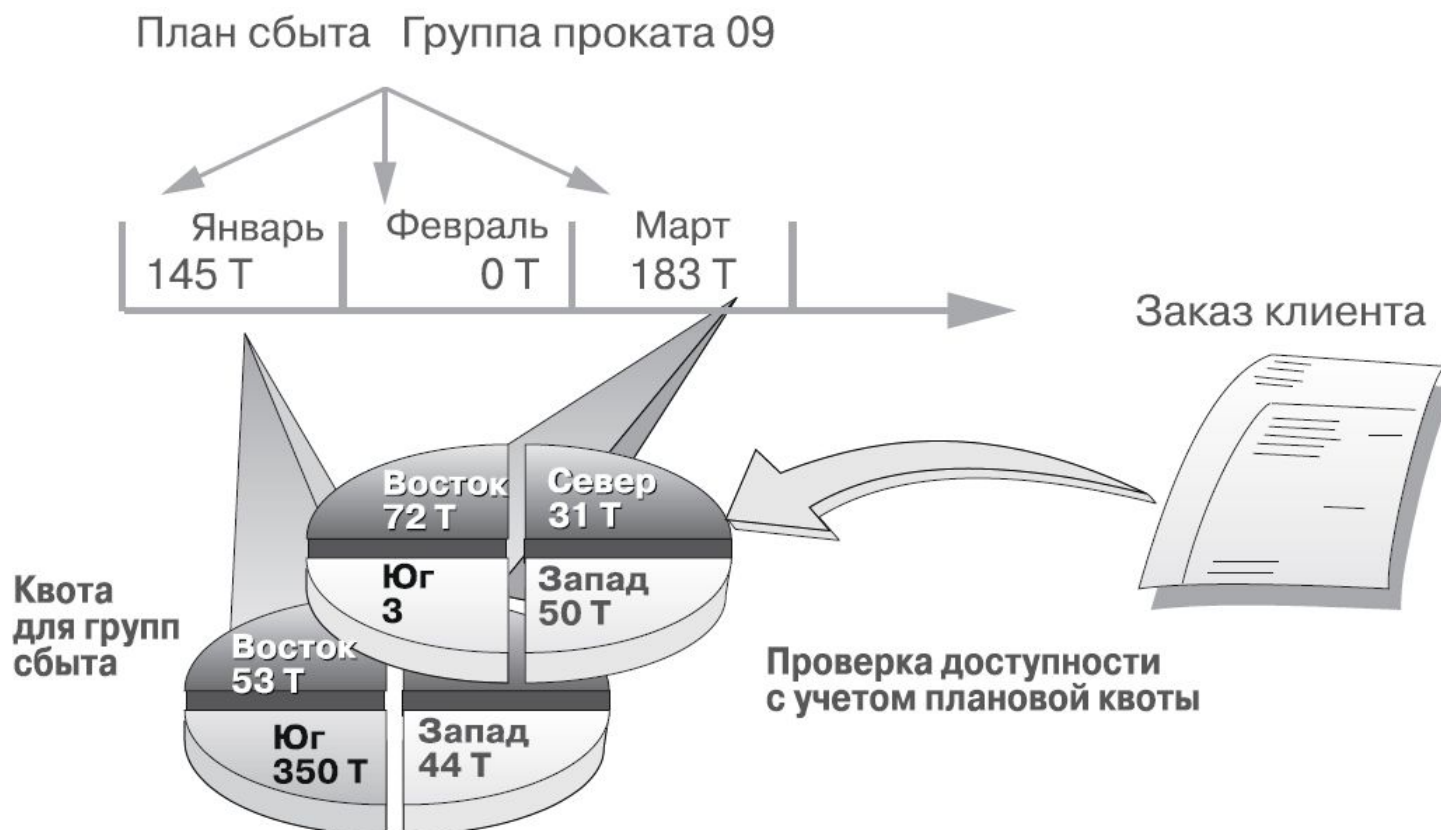 План сбыта Группа проката 09
Январь Февраль Март
145 Т 0 Т 183 Т
Заказ клиента
Восток Север
72 Т 31 Т
Юг Запад
3 50 Т
Квота
для групп
сбыта
Восток
53 Т
Юг Запад
350 Т 44 Т
Проверка доступности
с учетом плановой квоты